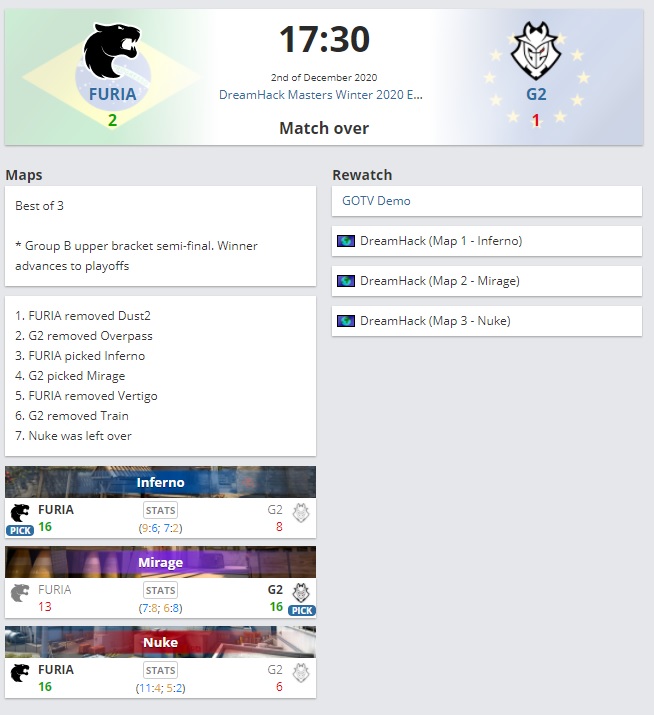 17:30
2nd of December 2020
FURIA
DreamHack Masters Winter 2020 E...
G2
2
Match over
1
Maps
Best of 3
* Group B upper bracket semi-final. Winner
advances to playoffs
1. FURIA removed Dust2
2. G2 removed Overpass
3. FURIA picked Inferno
4. G2 picked Mirage
5. FURIA removed Vertigo
6. G2 removed Train
7. Nuke was left over
Inferno
FURIA STATS G2
PICK 16 (9:6; 7:2) 8
Mirage
FURIA STATS G2
13 (7:8; 6:8) 16 PICK
Nuke
FURIA STATS G2
16 (11:4; 5:2) 6
Rewatch
GOTV Demo
DreamHack (Map 1 - Inferno)
DreamHack (Map 2 - Mirage)
DreamHack (Map 3 - Nuke)